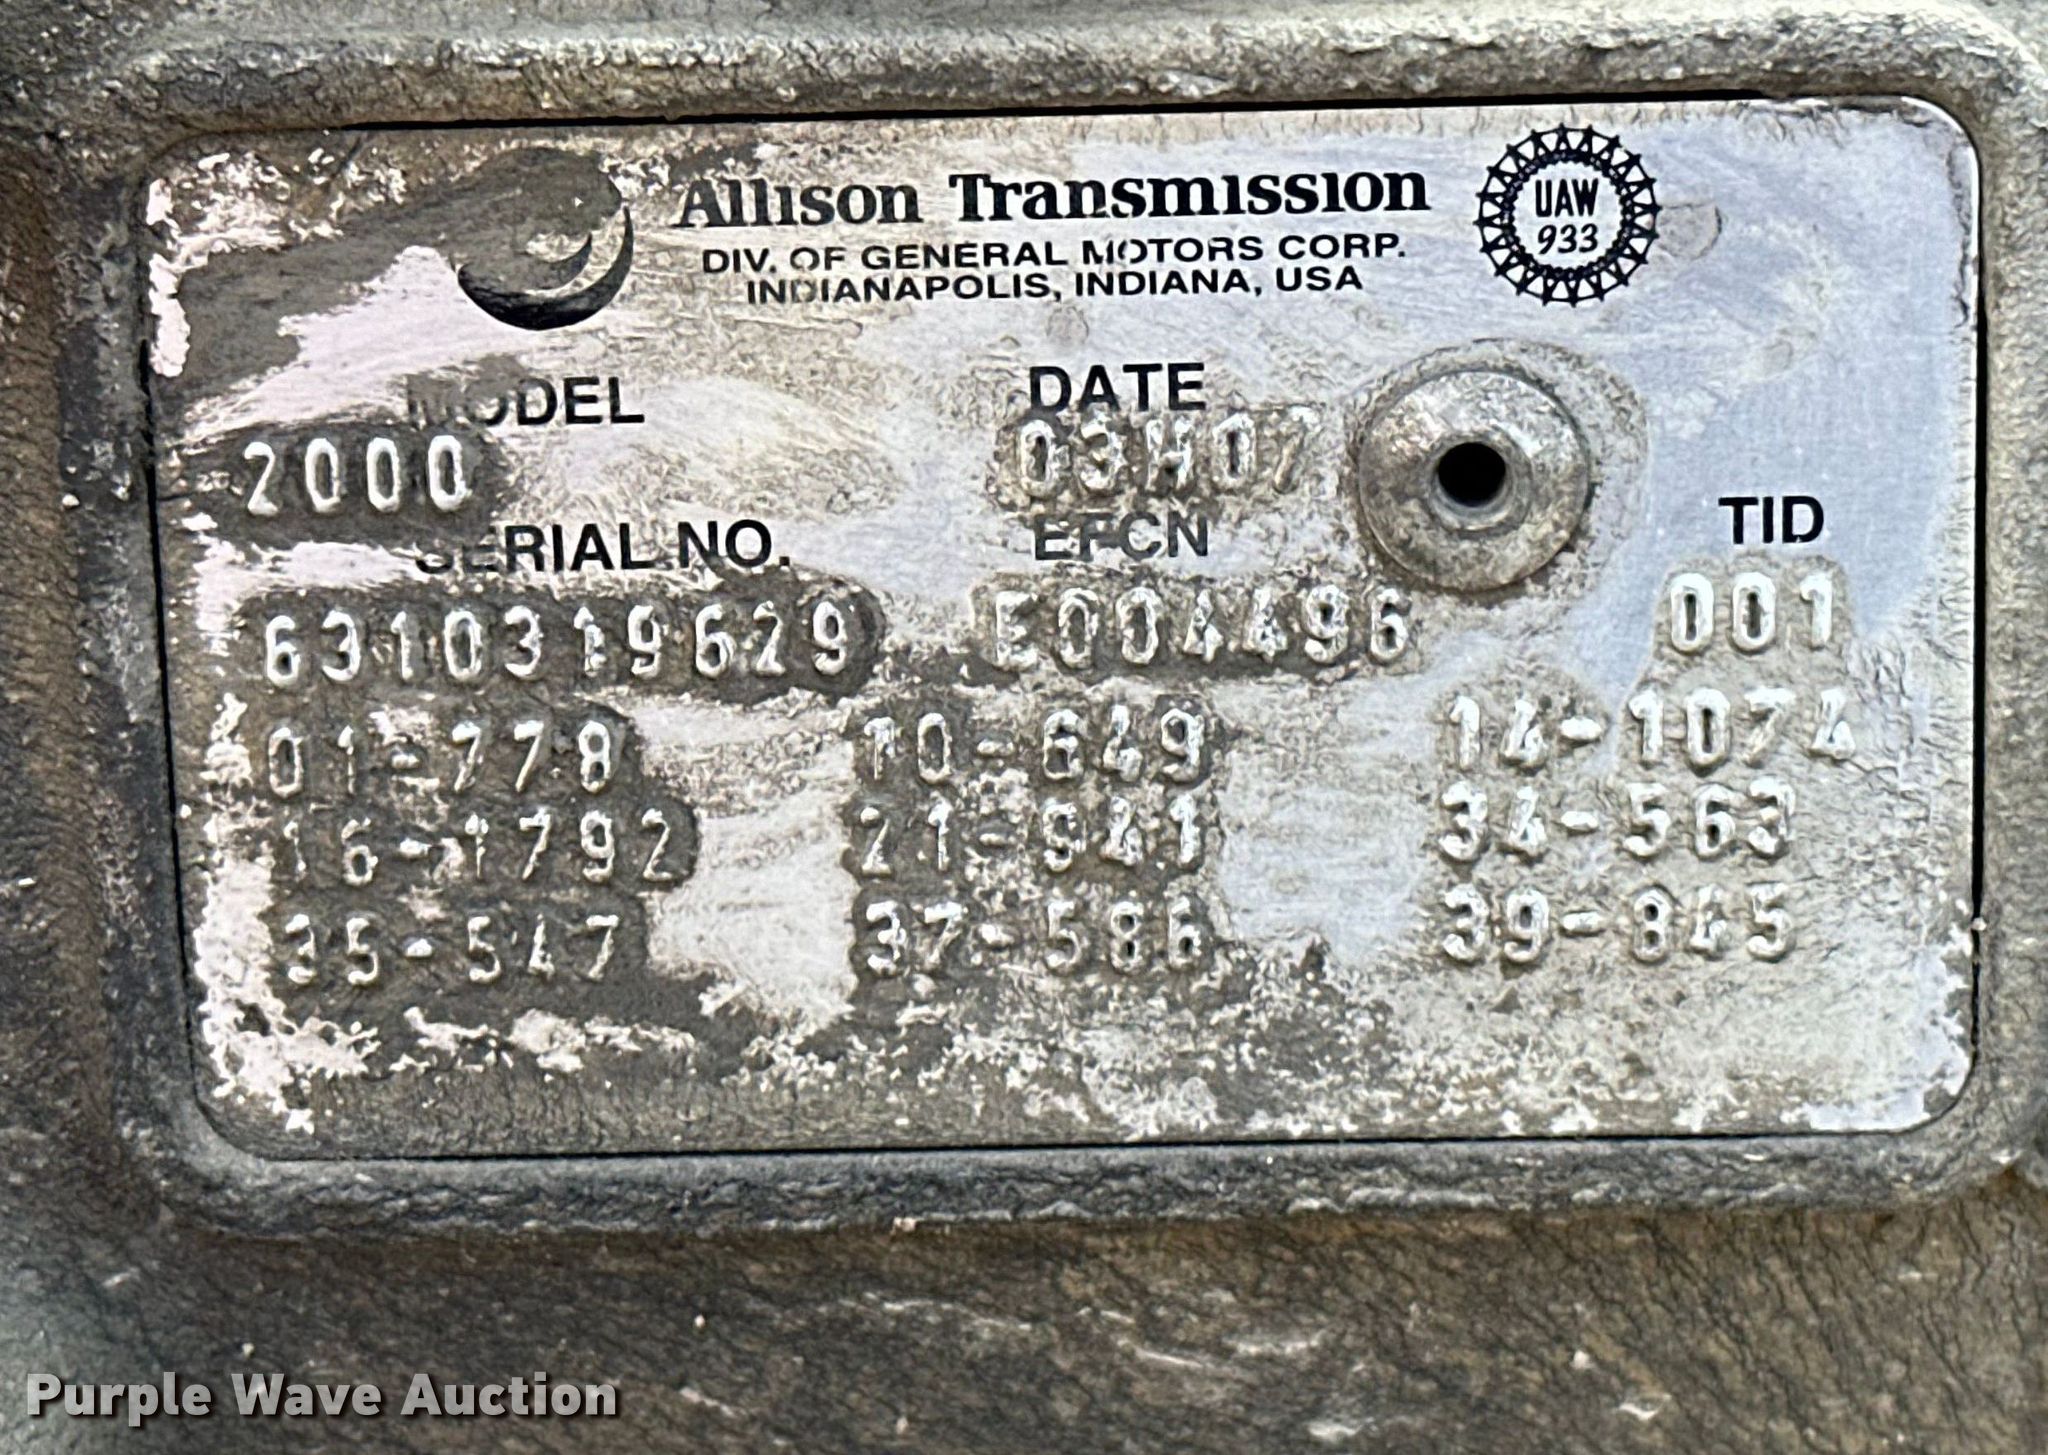 Allison Transmission
DIV. OF GENERAL MOTORS CORP.
INDIANAPOLIS, INDIANA, USA
UAW
933
MODEL DATE
2000 03H07
SERIAL NO. EFCN TID
6310319629 E004496 001
01-778 10-649 14-1074
16-1792 21-941 34-563
35-547 37-586 39-845
Purple Wave Auction